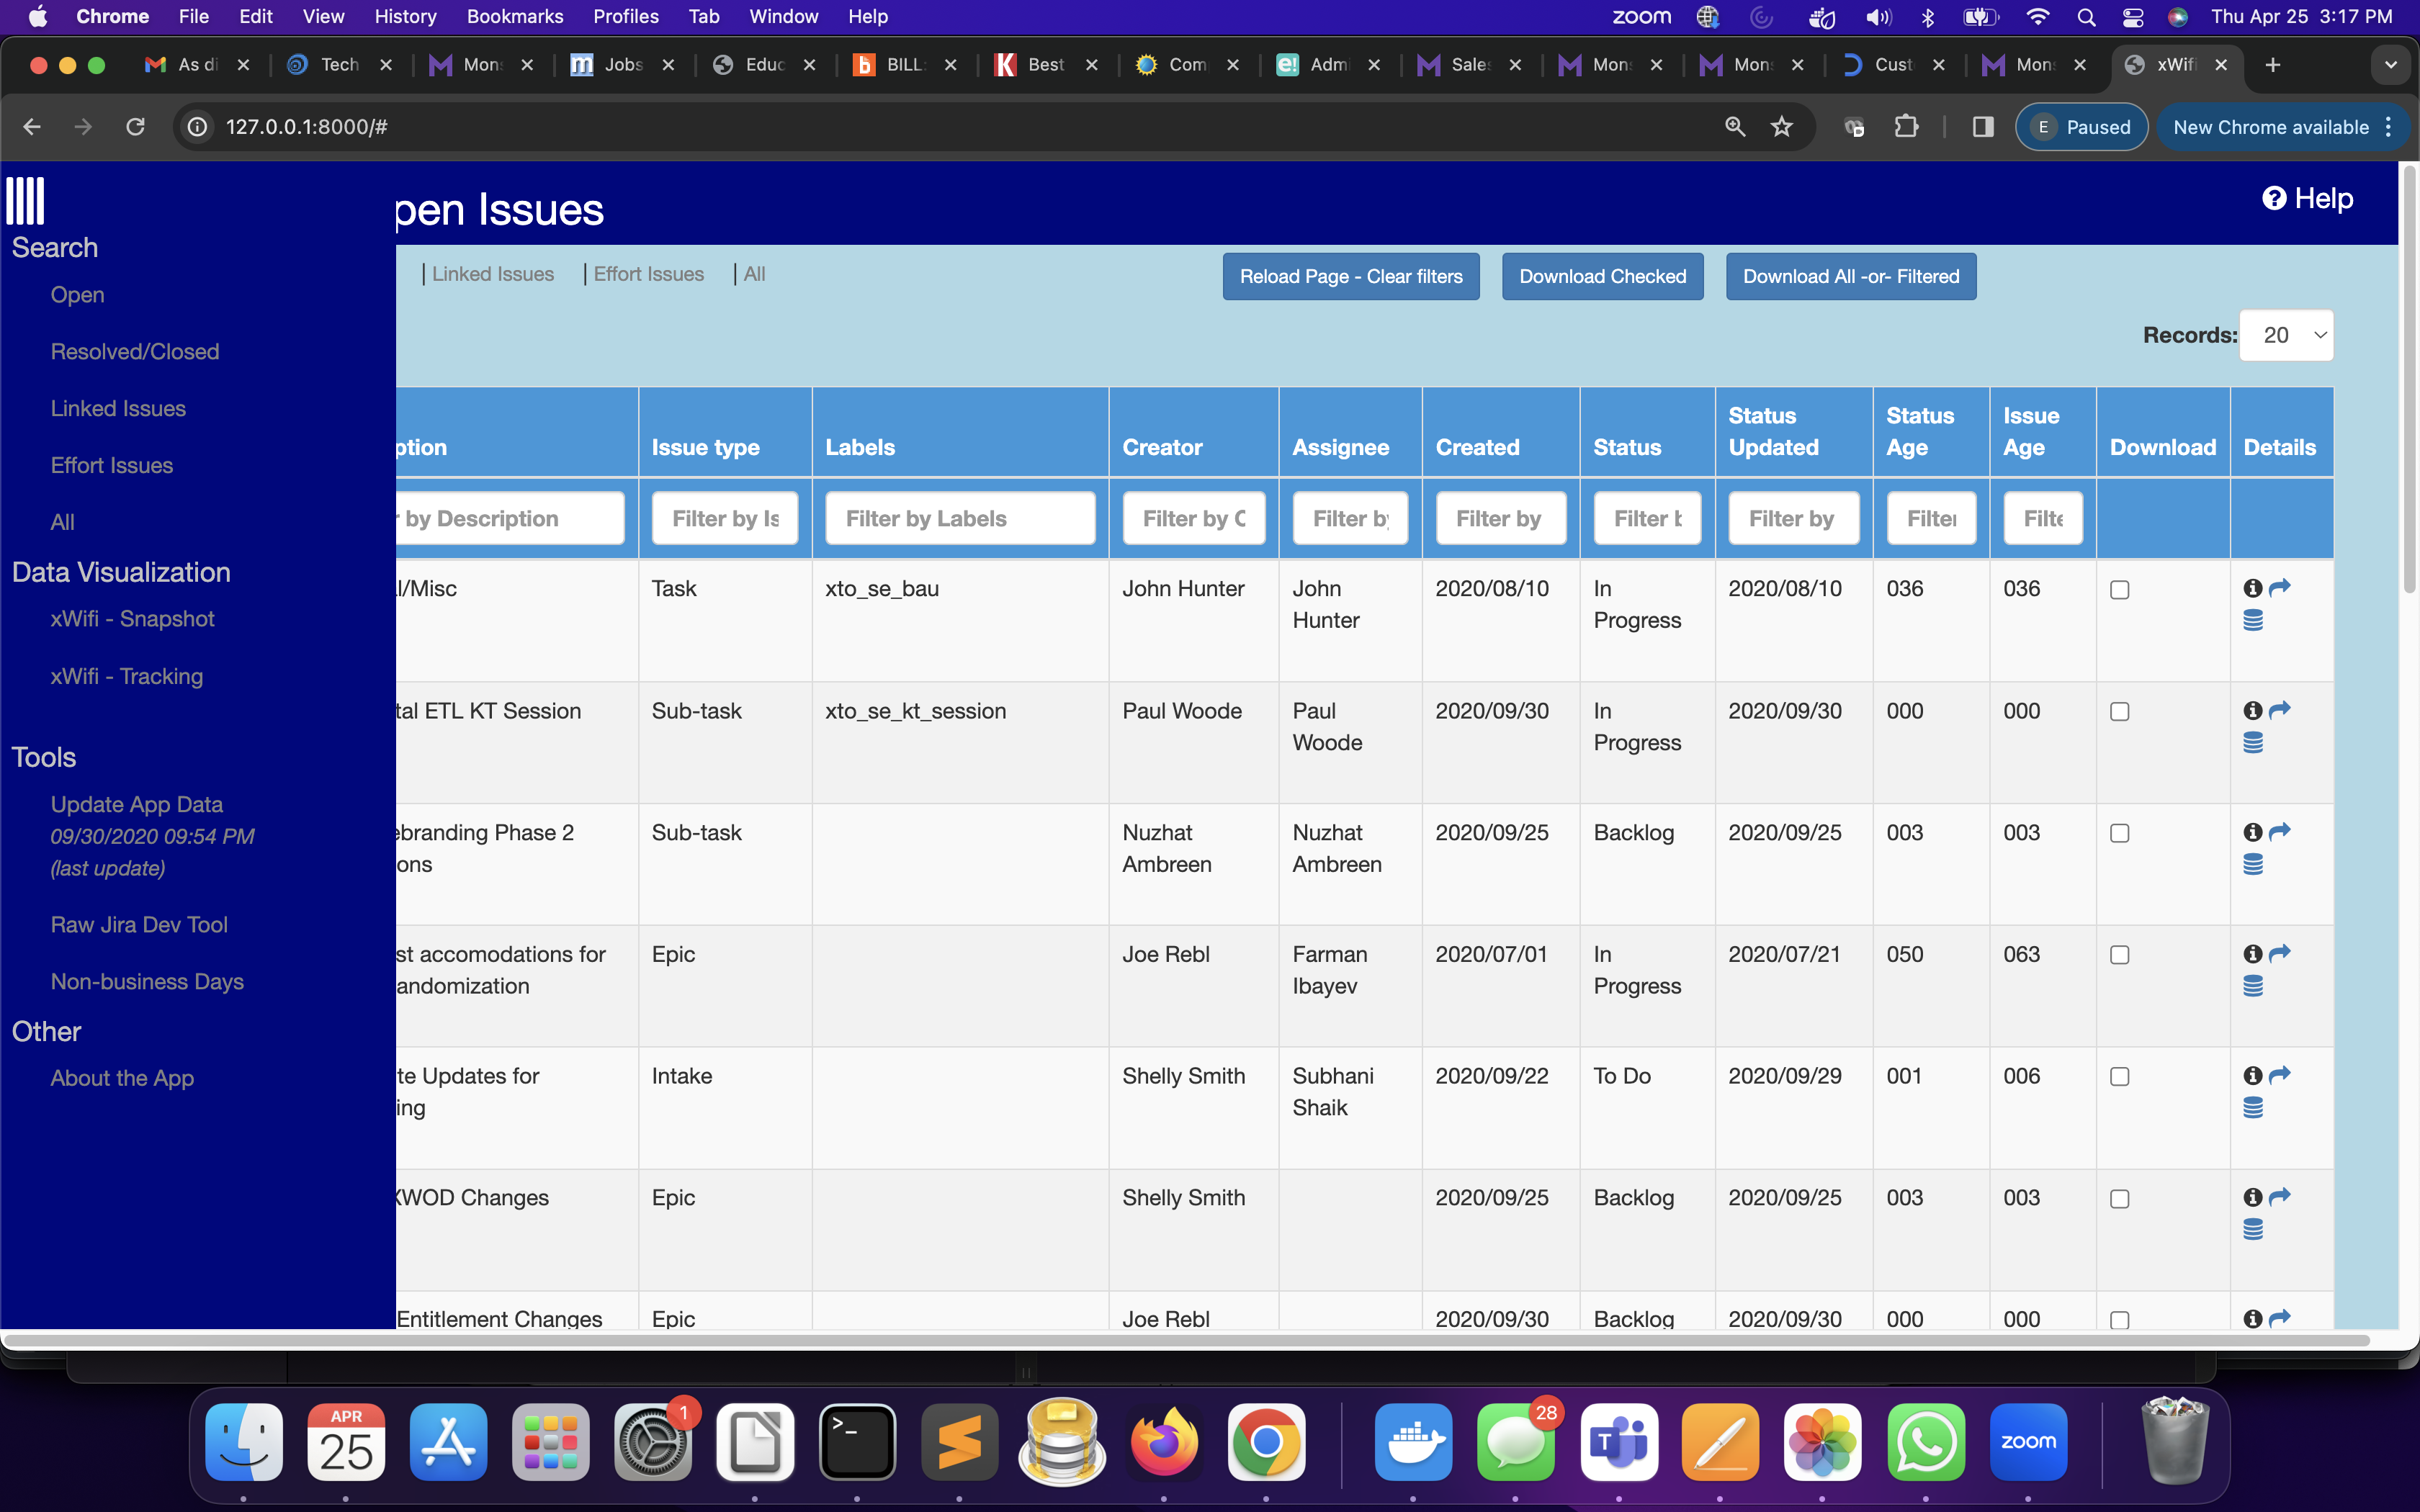 Chrome File Edit View History Bookmarks Profiles Tab Window Help zoom Thu Apr 25 3:17 PM
As di Tech Mon Jobs Educ BILL: Best Com Adm Sales Mon Mon Cust Mon xWifi
127.0.0.1:8000/# E Paused New Chrome available
pen Issues
Help
Search
Open
Resolved/Closed
Linked Issues
Effort Issues
All
Data Visualization
xWifi - Snapshot
xWifi - Tracking
Tools
Update App Data
09/30/2020 09:54 PM
(last update)
Raw Jira Dev Tool
Non-business Days
Other
About the App
|Linked Issues |Effort Issues |All
Reload Page - Clear filters Download Checked Download All -or- Filtered
Records: 20
ption Issue type Labels Creator Assignee Created Status Status Updated Status Age Issue Age Download Details
r by Description Filter by Is Filter by Labels Filter by C Filter by Filter by Filter b Filter by Filter Filte
l/Misc Task xto_se_bau John Hunter John Hunter 2020/08/10 In Progress 2020/08/10 036 036
tal ETL KT Session Sub-task xto_se_kt_session Paul Woode Paul Woode 2020/09/30 In Progress 2020/09/30 000 000
ebranding Phase 2 ons Sub-task Nuzhat Ambreen Nuzhat Ambreen 2020/09/25 Backlog 2020/09/25 003 003
st accomodations for andomization Epic Joe Rebl Farman Ibayev 2020/07/01 In Progress 2020/07/21 050 063
te Updates for ing Intake Shelly Smith Subhani Shaik 2020/09/22 To Do 2020/09/29 001 006
XWOD Changes Epic Shelly Smith 2020/09/25 Backlog 2020/09/25 003 003
Entitlement Changes Epic Joe Rebl 2020/09/30 Backlog 2020/09/30 000 000
APR
25
1
28
zoom